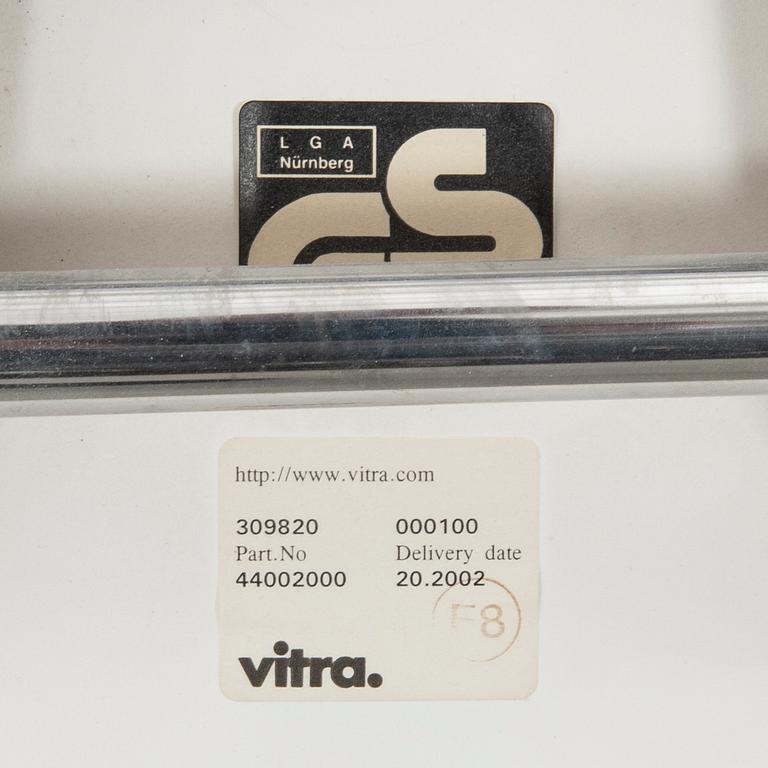 L G A
Nürnberg
GS
http://www.vitra.com
309820 000100
Part.No Delivery date
44002000 20.2002
F8
vitra.